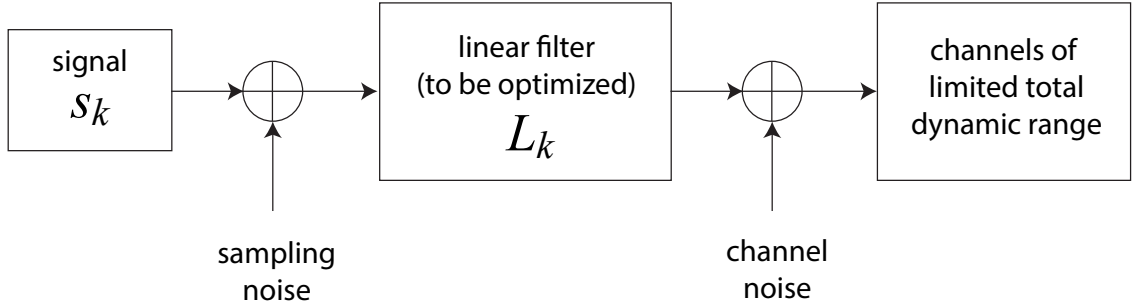 signal
s_k
sampling
noise
linear filter
(to be optimized)
L_k
channel
noise
channels of
limited total
dynamic range